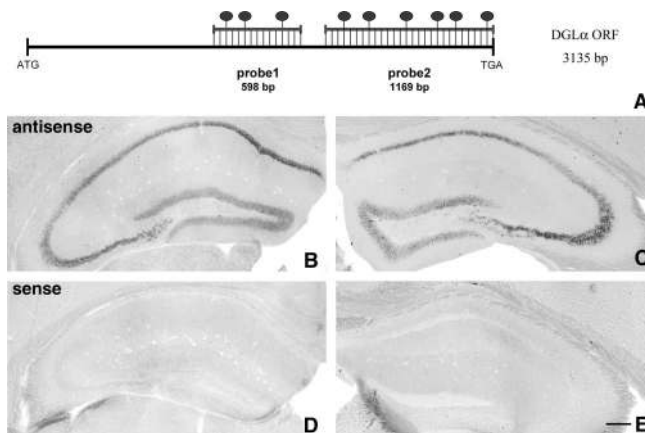 ATG
probe1
598 bp
probe2
1169 bp
TGA
DGLα ORF
3135 bp
A
antisense
B
C
sense
D
E